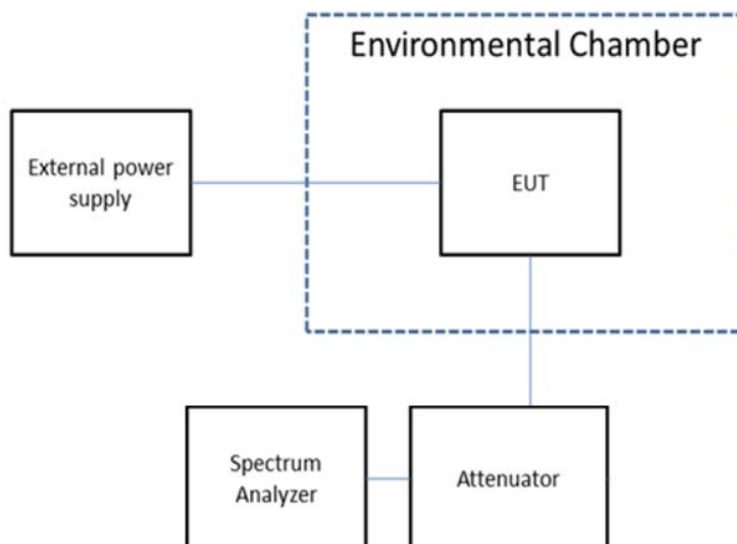 Environmental Chamber
External power
supply
EUT
Spectrum
Analyzer
Attenuator